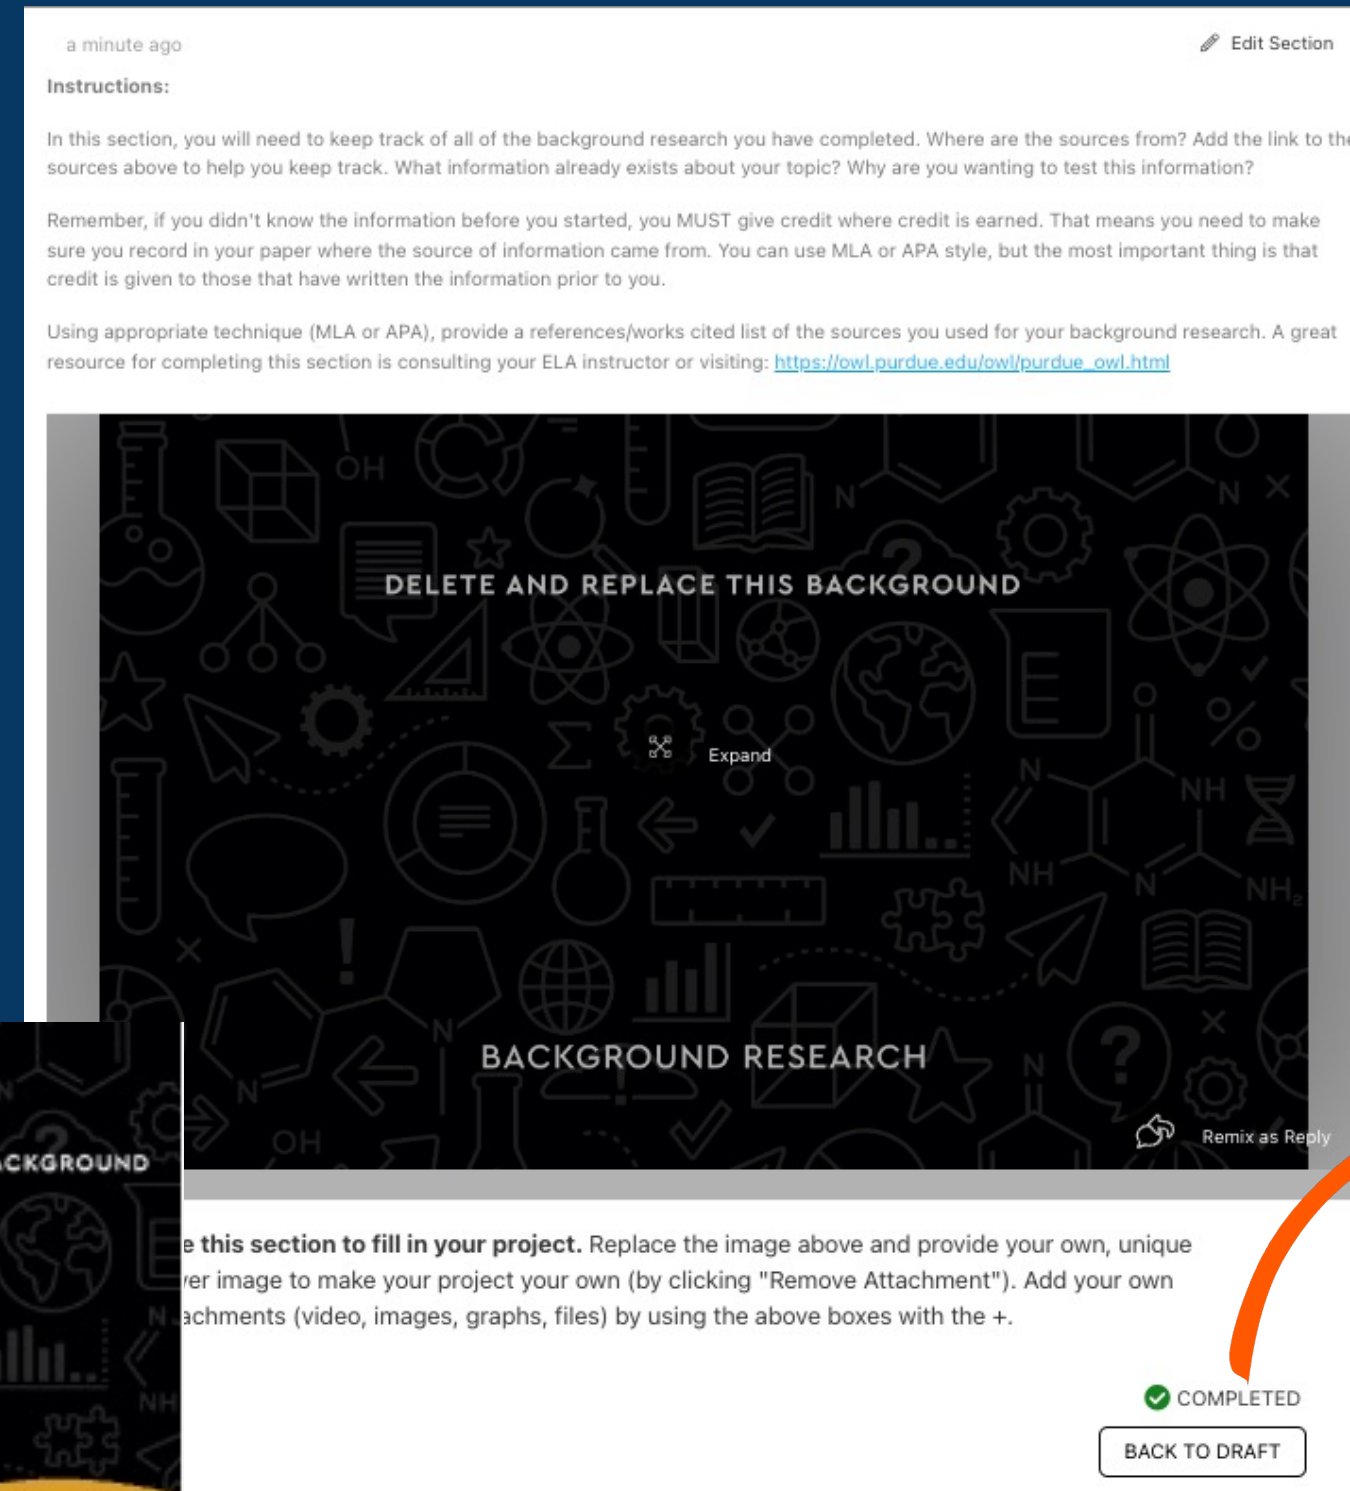 a minute ago
Edit Section
Instructions:
In this section, you will need to keep track of all of the background research you have completed. Where are the sources from? Add the link to the
sources above to help you keep track. What information already exists about your topic? Why are you wanting to test this information?
Remember, if you didn't know the information before you started, you MUST give credit where credit is earned. That means you need to make
sure you record in your paper where the source of information came from. You can use MLA or APA style, but the most important thing is that
credit is given to those that have written the information prior to you.
Using appropriate technique (MLA or APA), provide a references/works cited list of the sources you used for your background research. A great
resource for completing this section is consulting your ELA instructor or visiting: https://owl.purdue.edu/owl/purdue_owl.html
OH
N
N
DELETE AND REPLACE THIS BACKGROUND
Expand
N
NH
NH
N
NH₂
N
BACKGROUND RESEARCH
N
N
OH
Remix as Reply
CKGROUND
e this section to fill in your project. Replace the image above and provide your own, unique
er image to make your project your own (by clicking "Remove Attachment"). Add your own
achments (video, images, graphs, files) by using the above boxes with the +.
N
NH
COMPLETED
BACK TO DRAFT